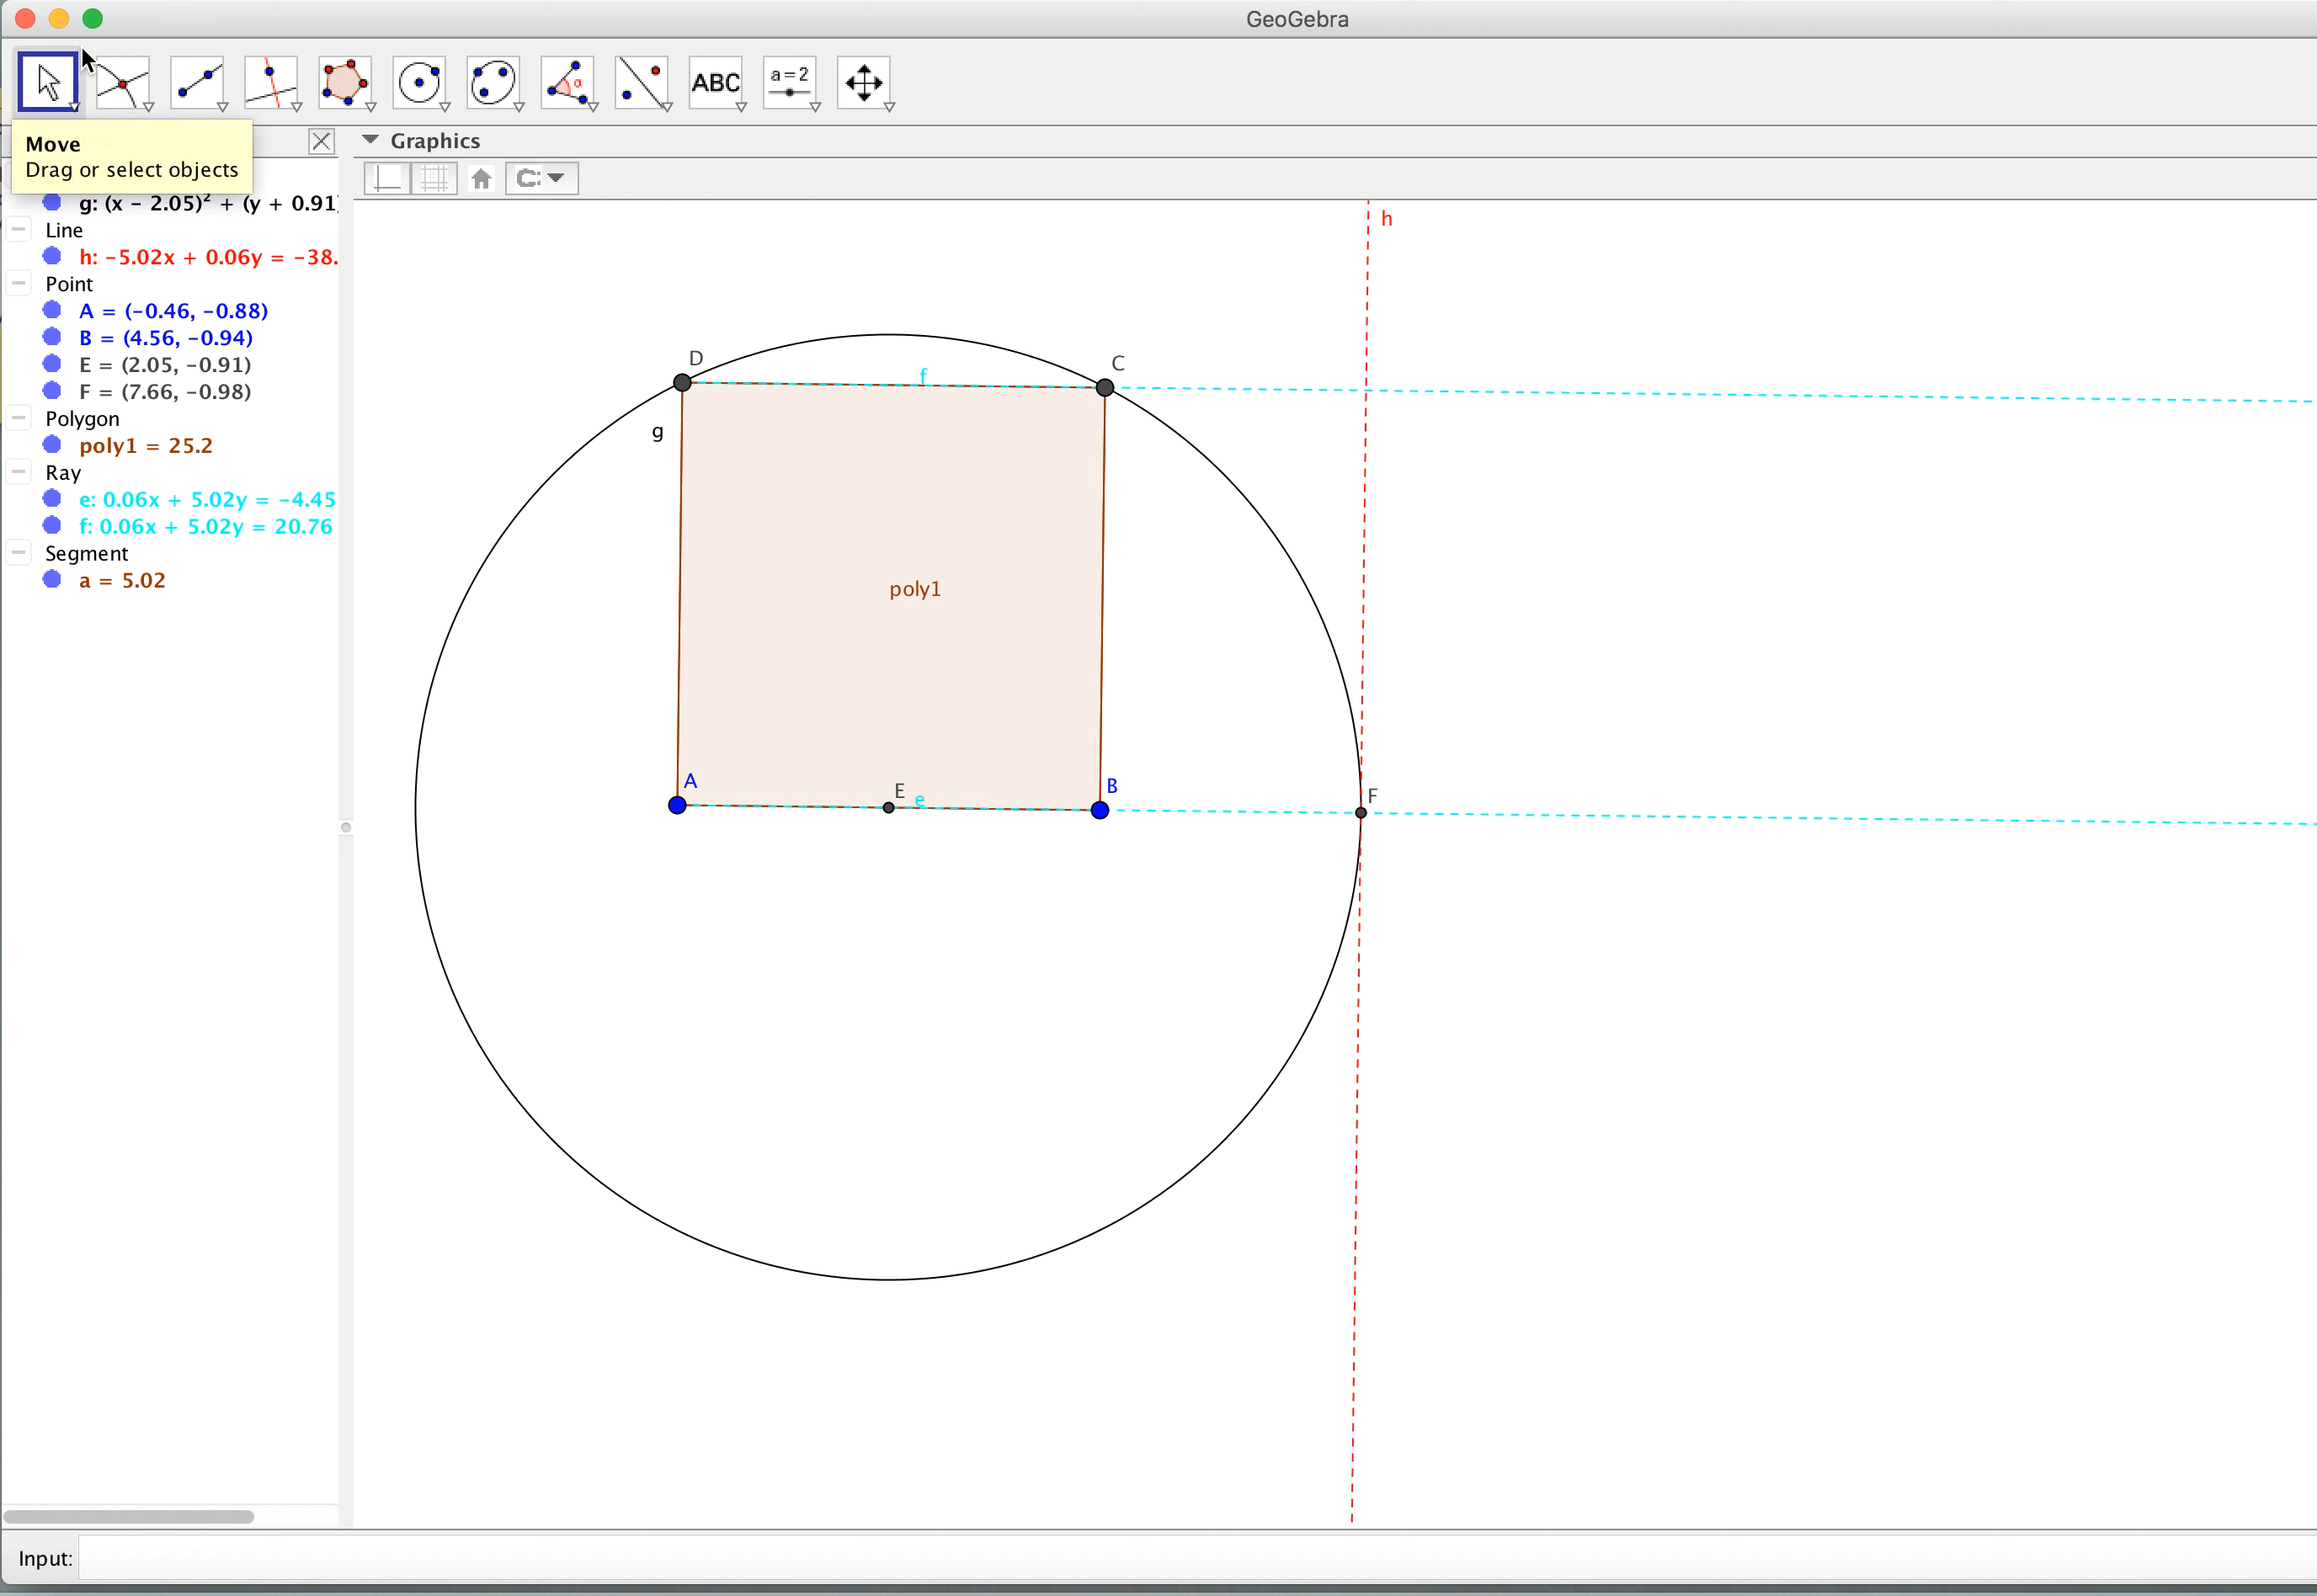 GeoGebra
α
ABC
a=2
Move
Drag or select objects
Graphics
g: (x − 2.05)² + (y + 0.91)
Line
h: −5.02x + 0.06y = −38.
Point
A = (−0.46, −0.88)
B = (4.56, −0.94)
E = (2.05, −0.91)
F = (7.66, −0.98)
Polygon
poly1 = 25.2
Ray
e: 0.06x + 5.02y = −4.45
f: 0.06x + 5.02y = 20.76
Segment
a = 5.02
h
D
C
f
g
poly1
A
E
e
B
F
Input: